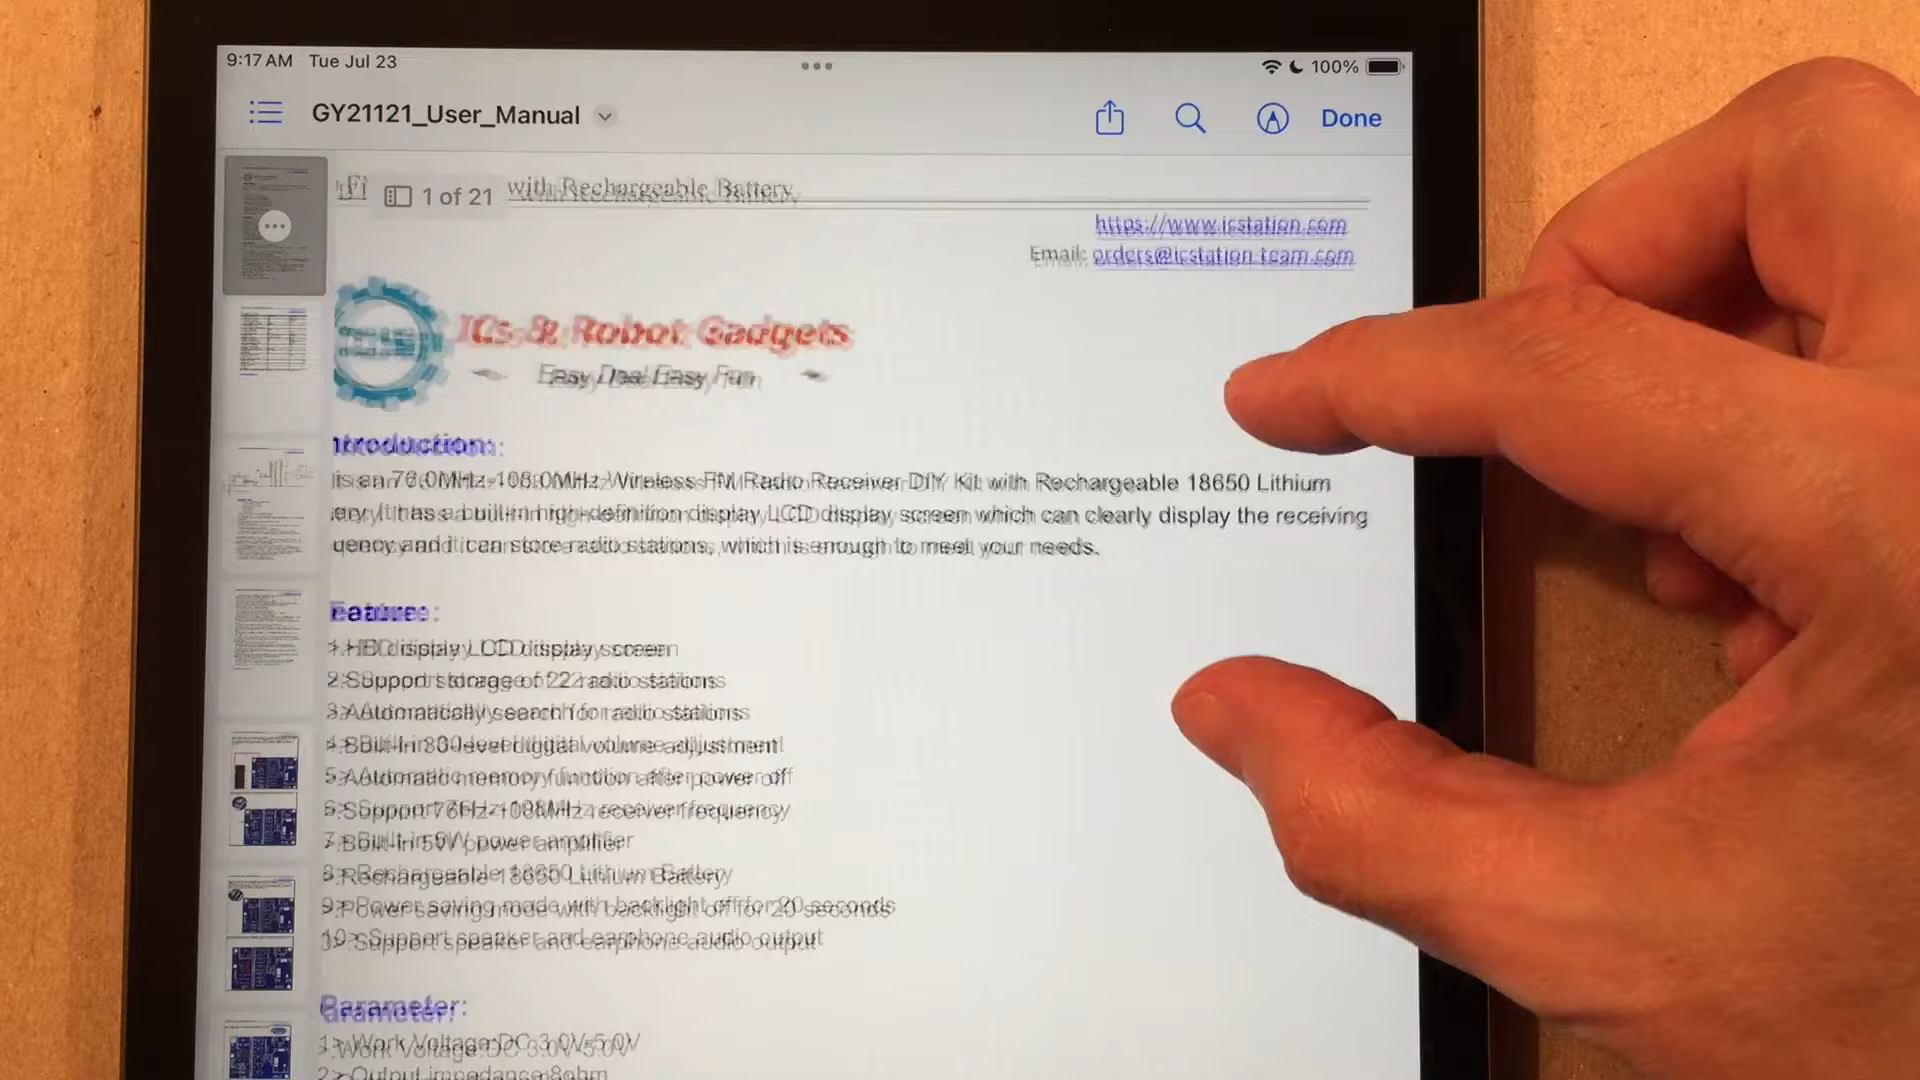 9:17 AM Tue Jul 23
100%
GY21121_User_Manual
Done
1 of 21
with Rechargeable Battery
https://www.icstation.com
Email: orders@icstation-team.com
ICs & Robot Gadgets
Easy Deal Easy Fun
Introduction:
is an 76.0MHz-108.0MHz Wireless FM Radio Receiver DIY Kit with Rechargeable 18650 Lithium
ery. It has a built-in high-definition display LCD display screen which can clearly display the receiving
uency and it can store radio stations, which is enough to meet your needs.
Feature:
1>.HD display LCD display screen
2>.Support storage of 22 radio stations
3>.Automatically search for radio stations
4>.Built-in 30-level digital volume adjustment
5>.Automatic memory function after power off
6>.Support 76Hz-108MHz receiver frequency
7>.Built-in 5W power amplifier
8>.Rechargeable 18650 Lithium Battery
9>.Power saving mode with backlight off for 20 seconds
10>.Support speaker and earphone audio output
Parameter:
1>.Work Voltage:DC 3.0V-5.0V
2>.Output impedance:8ohm